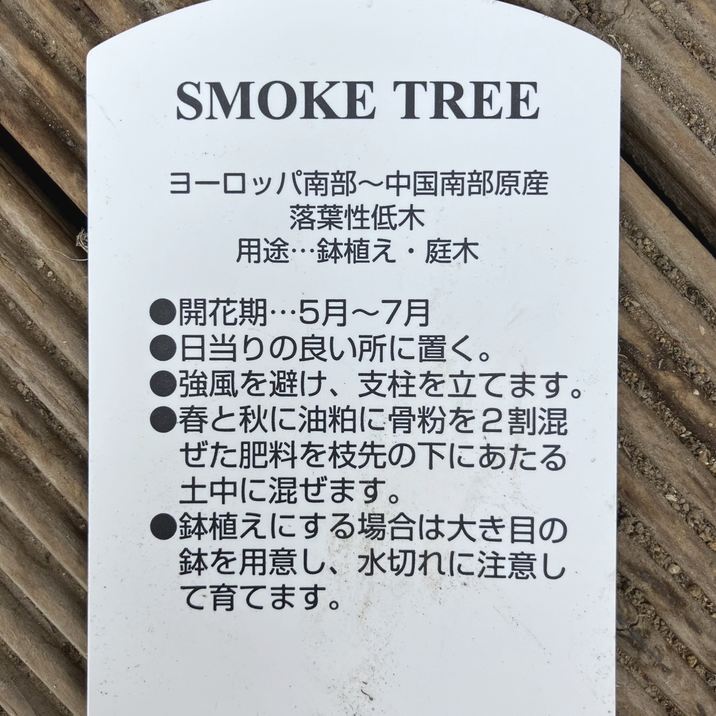 SMOKE TREE
ヨーロッパ南部～中国南部原産
落葉性低木
用途…鉢植え・庭木
●開花期…5月～7月
●日当りの良い所に置く。
●強風を避け、支柱を立てます。
●春と秋に油粕に骨粉を２割混
ぜた肥料を枝先の下にあたる
土中に混ぜます。
●鉢植えにする場合は大き目の
鉢を用意し、水切れに注意し
て育てます。